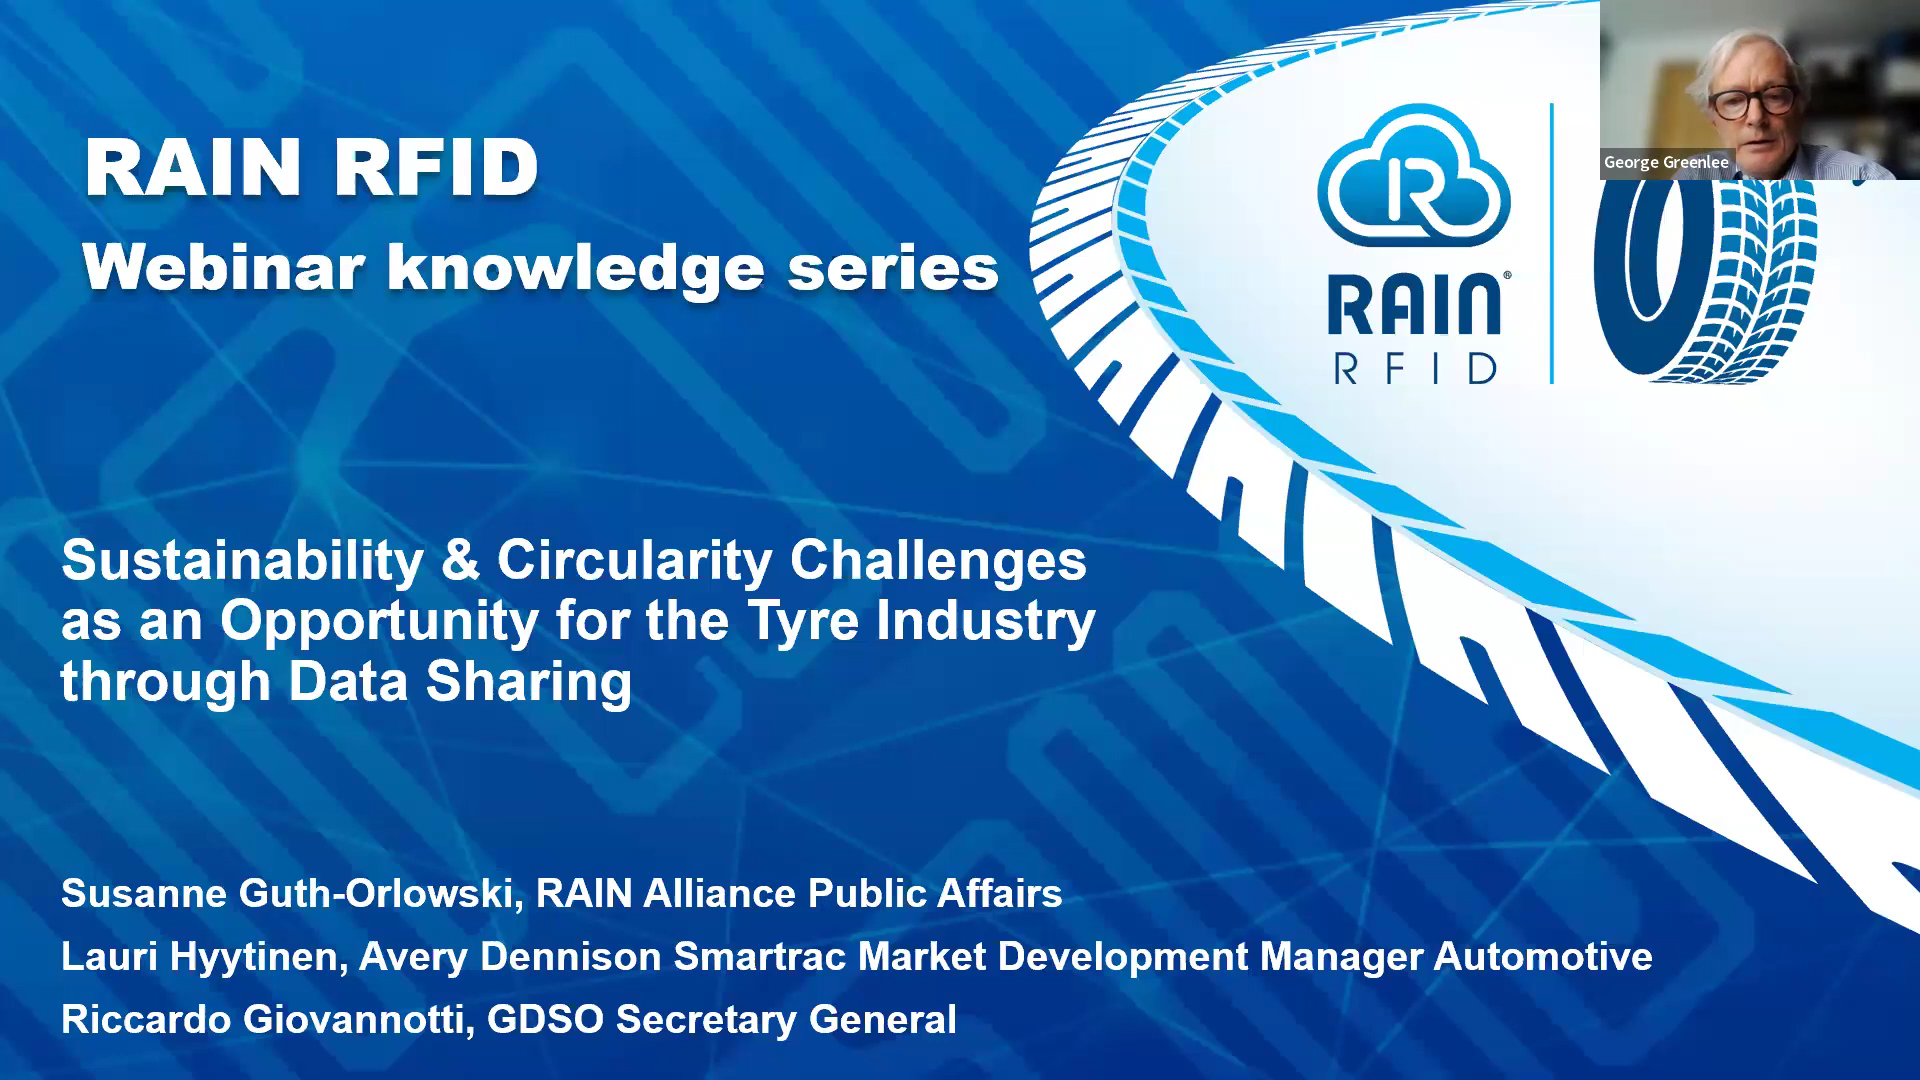 RAIN RFID
Webinar knowledge series
George Greenlee
R
RAIN®
RFID
Sustainability & Circularity Challenges
as an Opportunity for the Tyre Industry
through Data Sharing
Susanne Guth-Orlowski, RAIN Alliance Public Affairs
Lauri Hyytinen, Avery Dennison Smartrac Market Development Manager Automotive
Riccardo Giovannotti, GDSO Secretary General